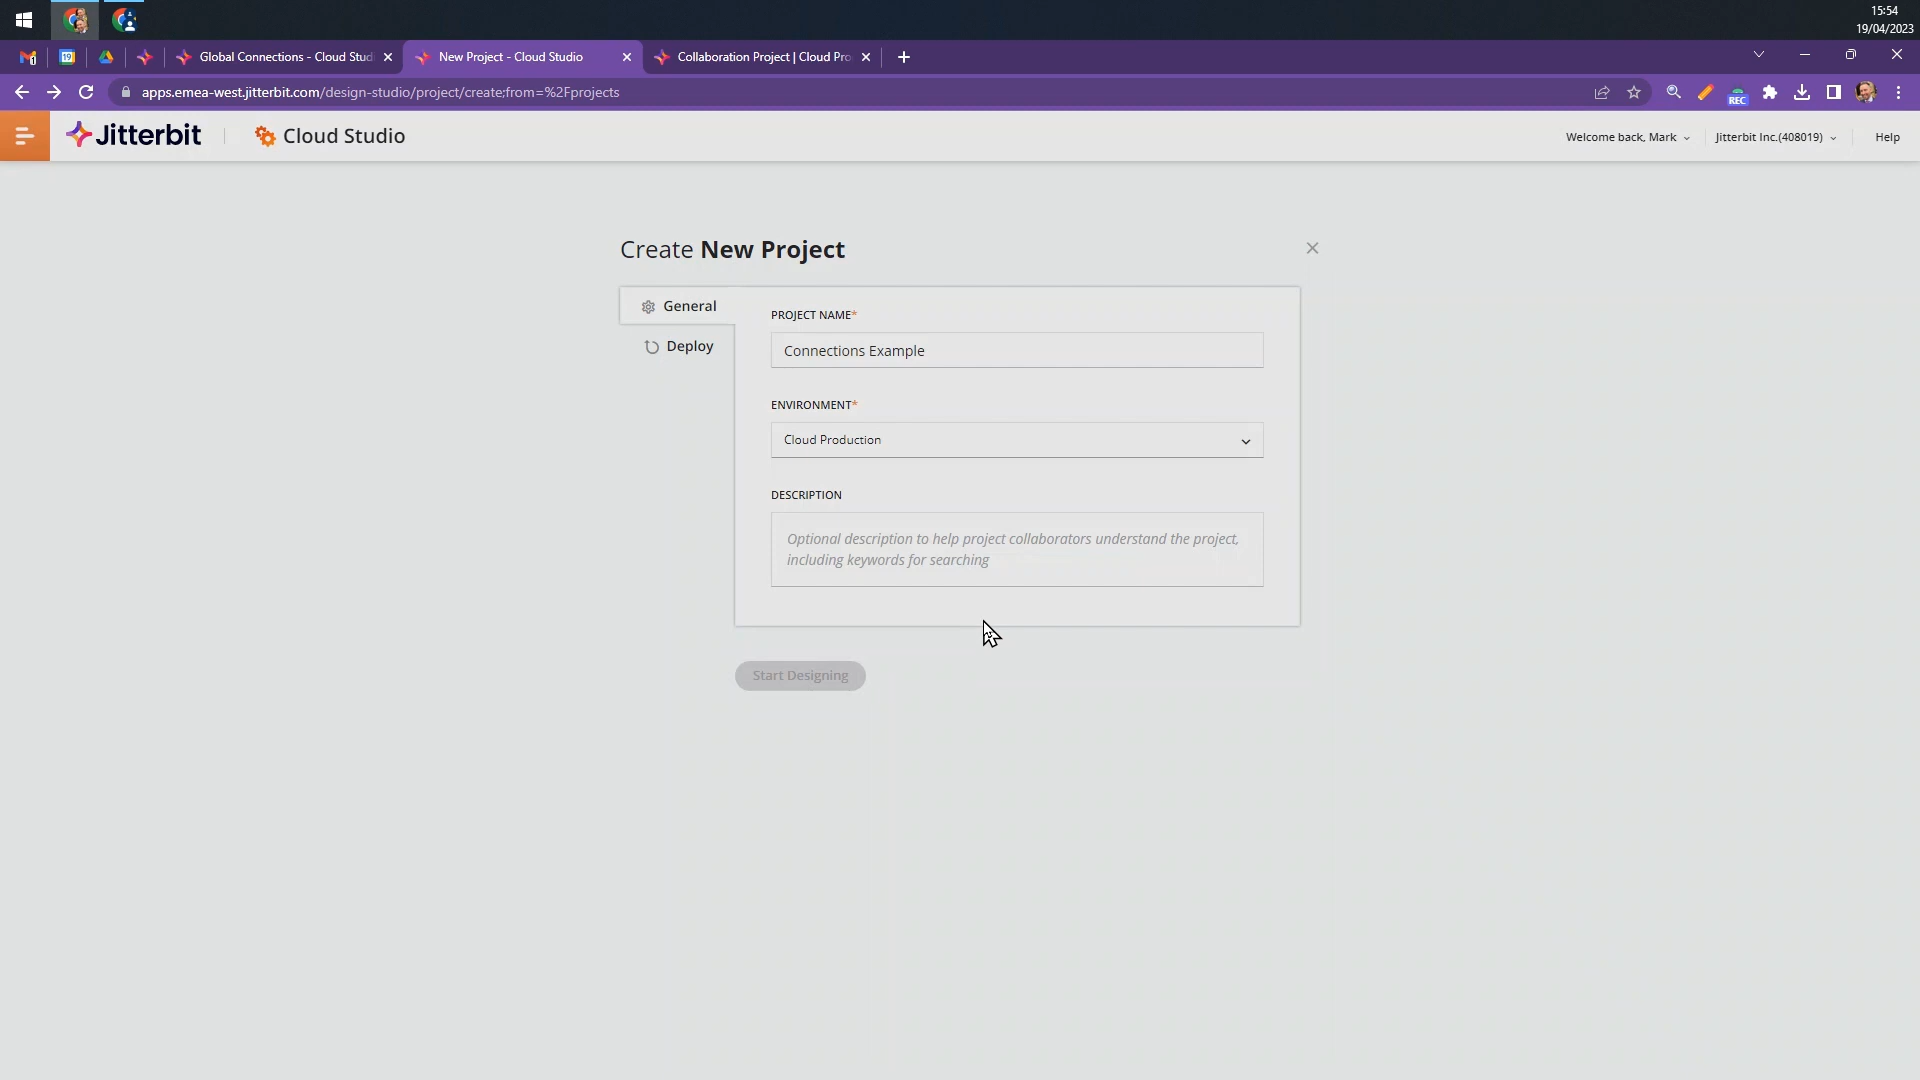 15:54
19/04/2023
1
19
Global Connections - Cloud Stud
New Project - Cloud Studio
Collaboration Project | Cloud Pro
apps.emea-west.jitterbit.com/design-studio/project/create;from=%2Fprojects
REC
Jitterbit
Cloud Studio
Welcome back, Mark
Jitterbit Inc.(408019)
Help
Create New Project
General
Deploy
PROJECT NAME*
Connections Example
ENVIRONMENT*
Cloud Production
DESCRIPTION
Optional description to help project collaborators understand the project,
including keywords for searching
Start Designing